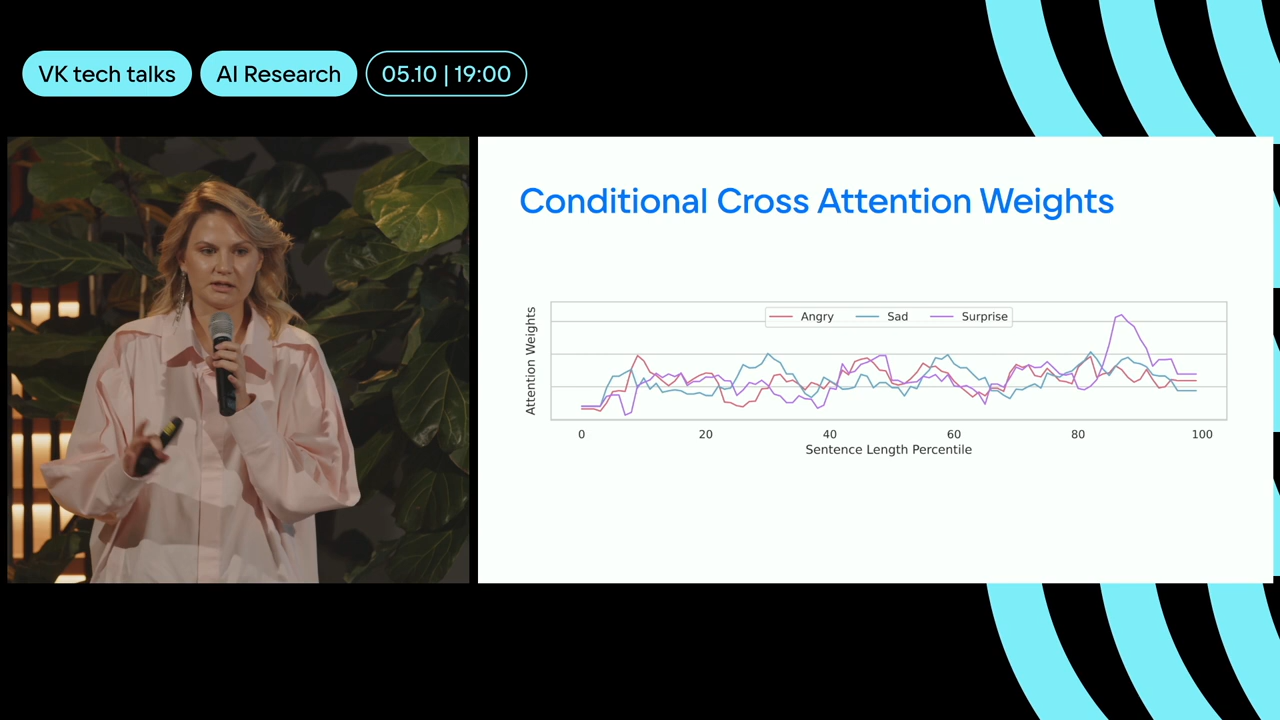 VK tech talks AI Research 05.10 | 19:00
Conditional Cross Attention Weights
Angry Sad Surprise
Attention Weights
0 20 40 60 80 100
Sentence Length Percentile